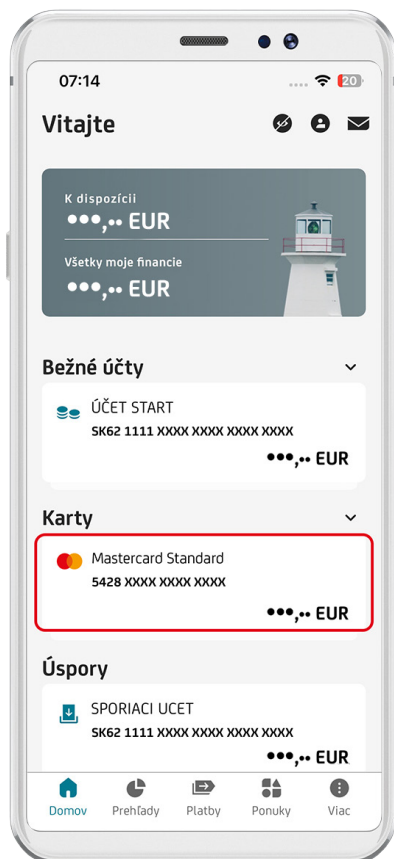 07:14
20
Vitajte
K dispozícii
•••,•• EUR
Všetky moje financie
•••,•• EUR
Bežné účty
ÚČET START
SK62 1111 XXXX XXXX XXXX XXXX
•••,•• EUR
Karty
Mastercard Standard
5428 XXXX XXXX XXXX
•••,•• EUR
Úspory
SPORIACI UCET
SK62 1111 XXXX XXXX XXXX XXXX
•••,•• EUR
Domov Prehľady Platby Ponuky Viac